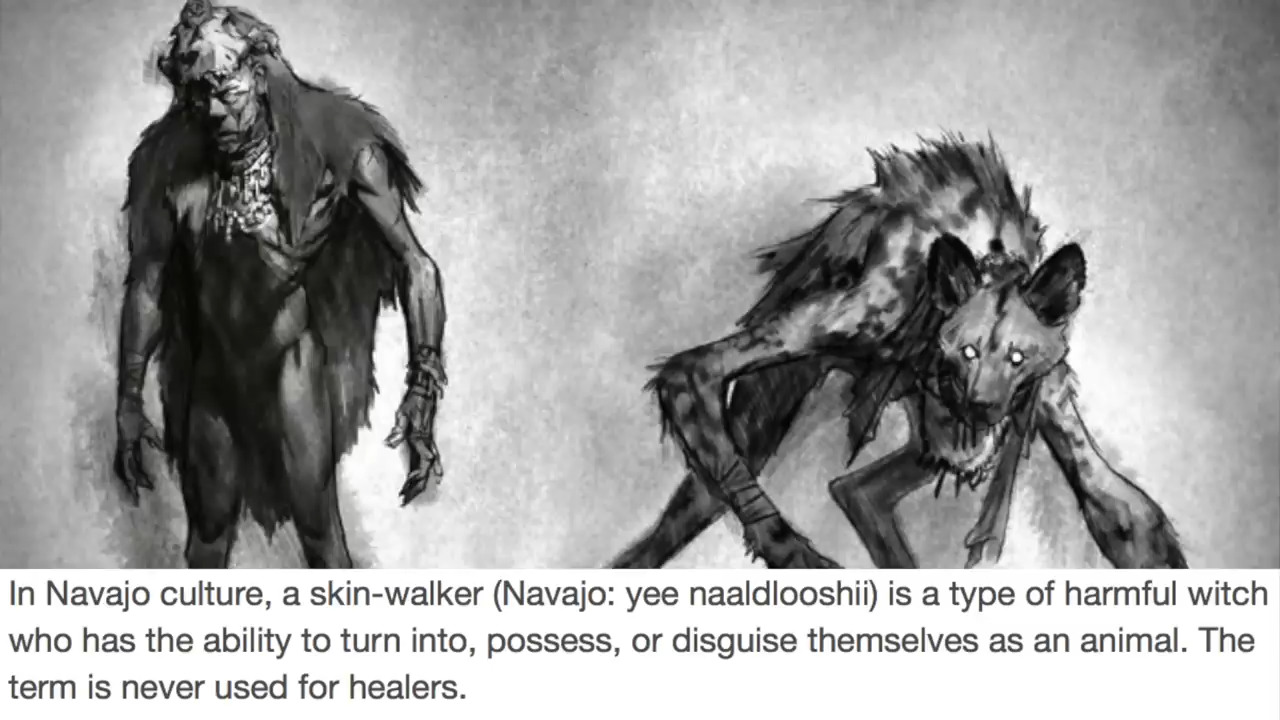 In Navajo culture, a skin-walker (Navajo: yee naaldlooshii) is a type of harmful witch
who has the ability to turn into, possess, or disguise themselves as an animal. The
term is never used for healers.